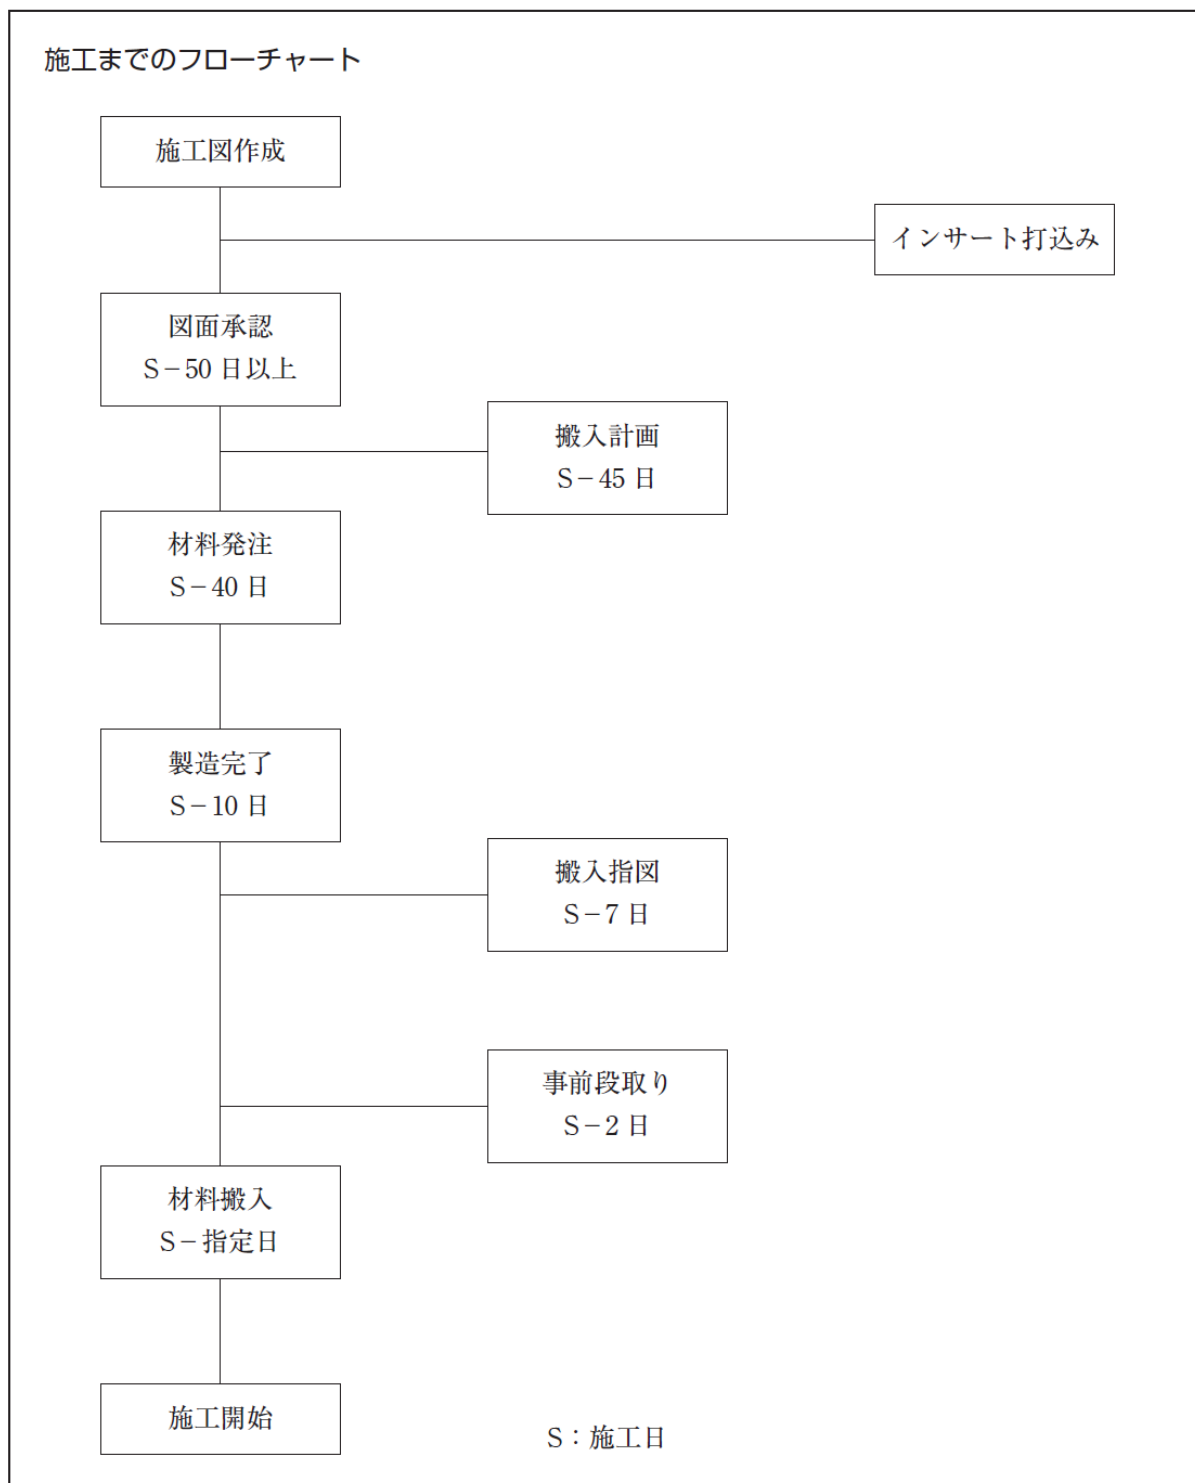 施工までのフローチャート
施工図作成
インサート打込み
図面承認
S−50日以上
搬入計画
S−45日
材料発注
S−40日
製造完了
S−10日
搬入指図
S−7日
事前段取り
S−2日
材料搬入
S−指定日
施工開始
S：施工日